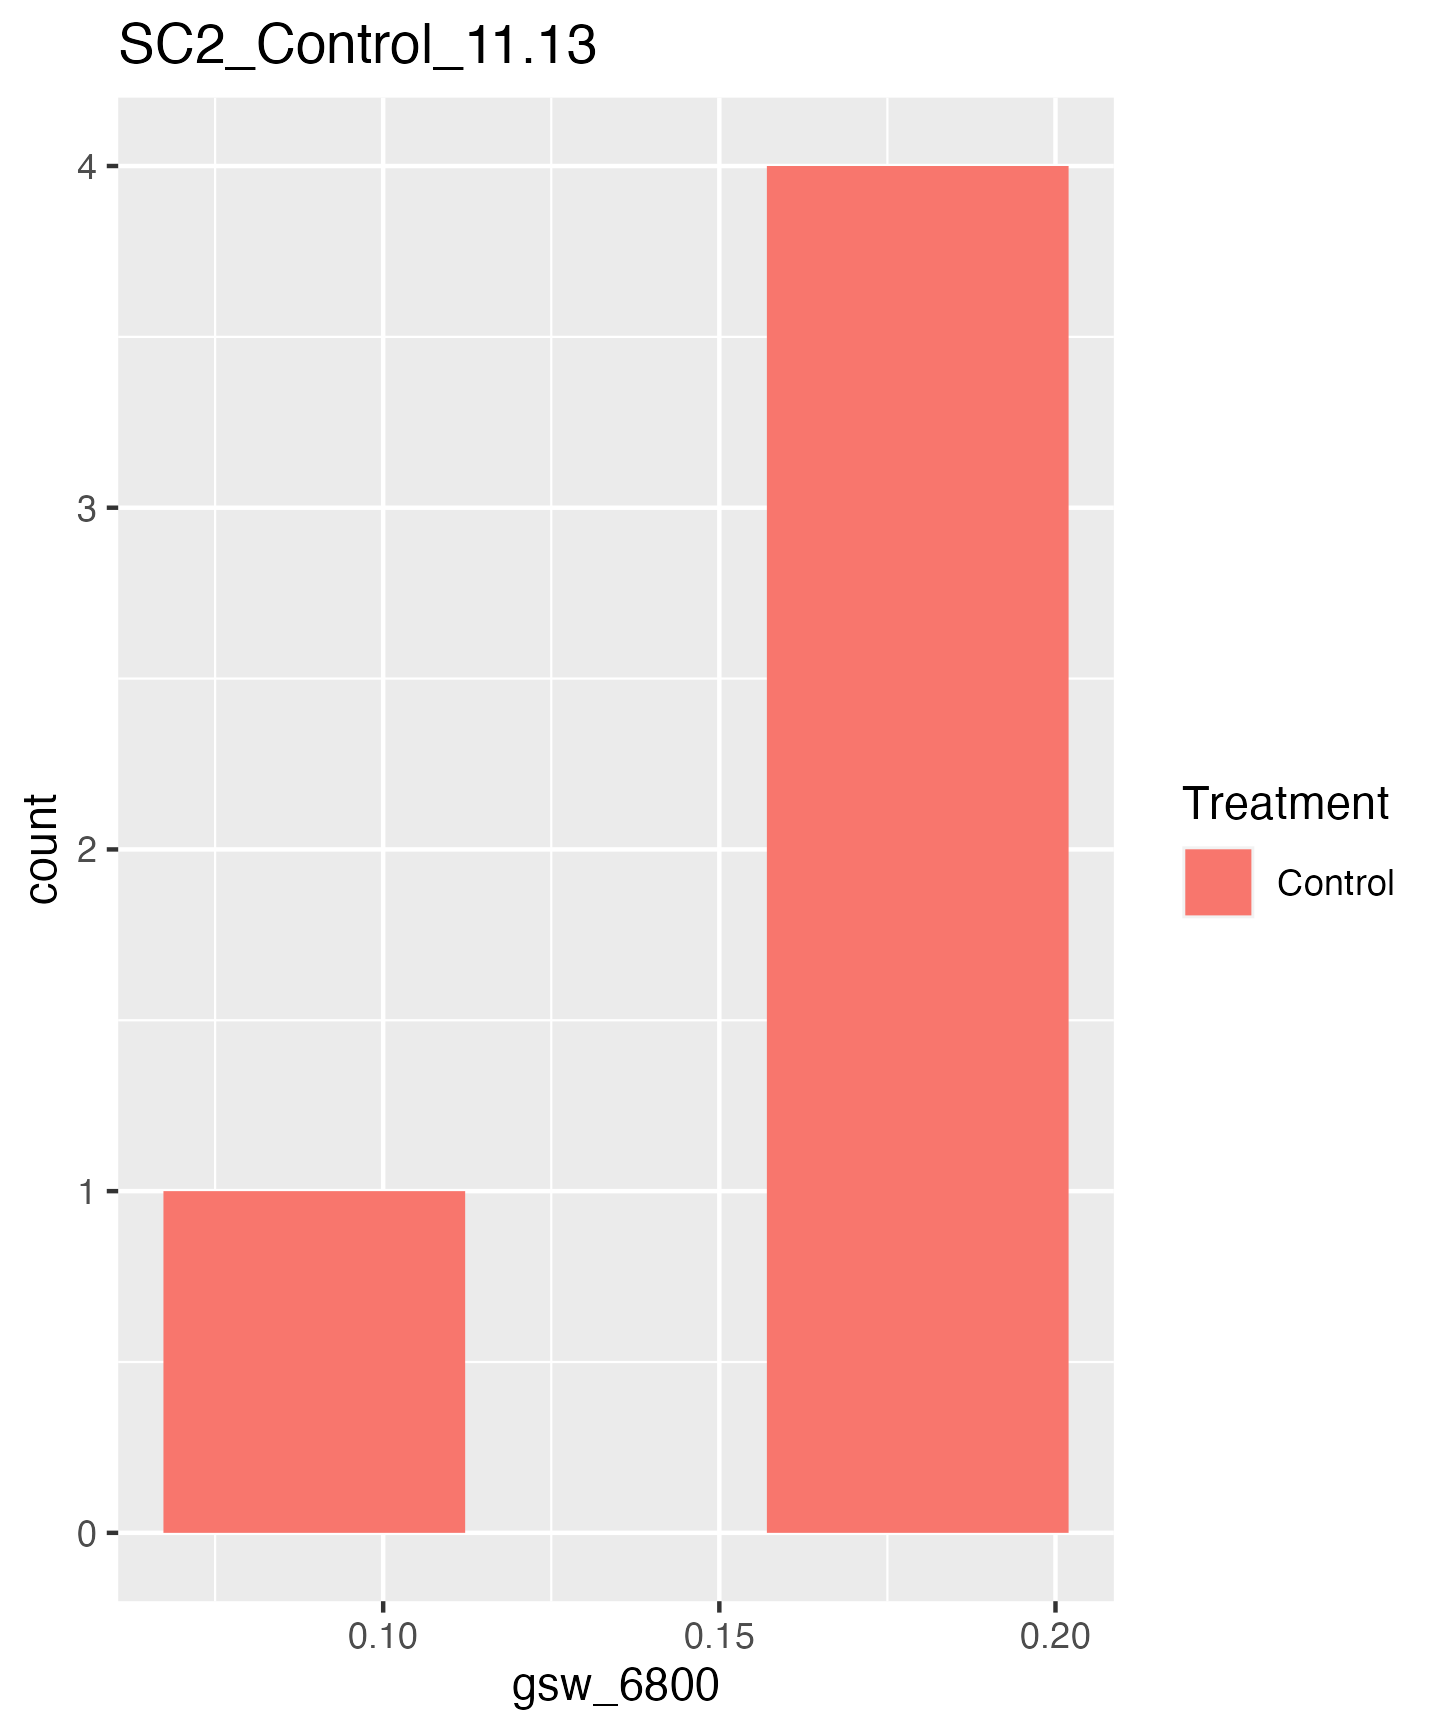 SC2_Control_11.13
4
3
2
1
0
count
0.10 0.15 0.20
gsw_6800
Treatment
Control